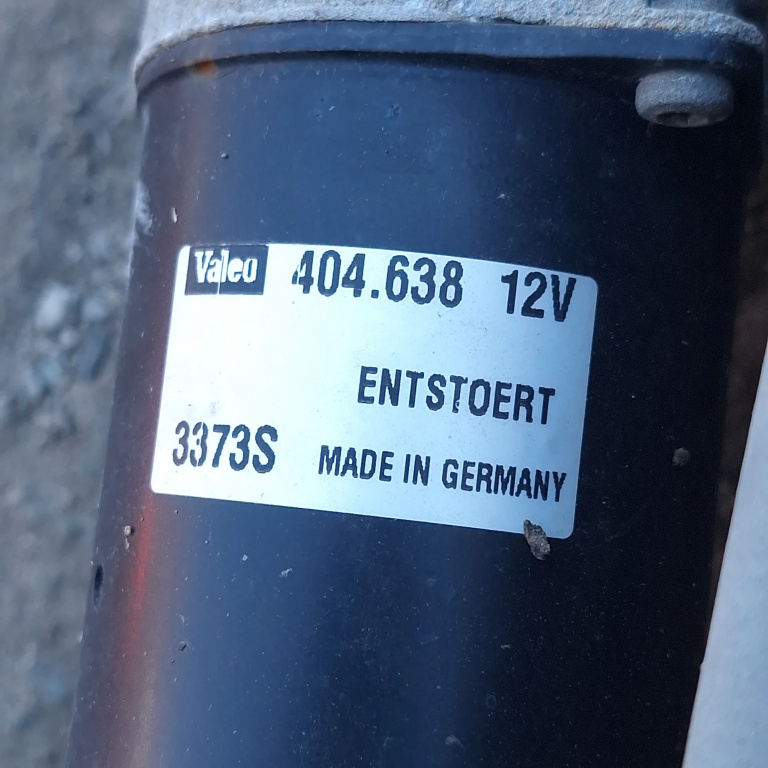 Valeo 404.638 12V
ENTSTOERT
3373S MADE IN GERMANY